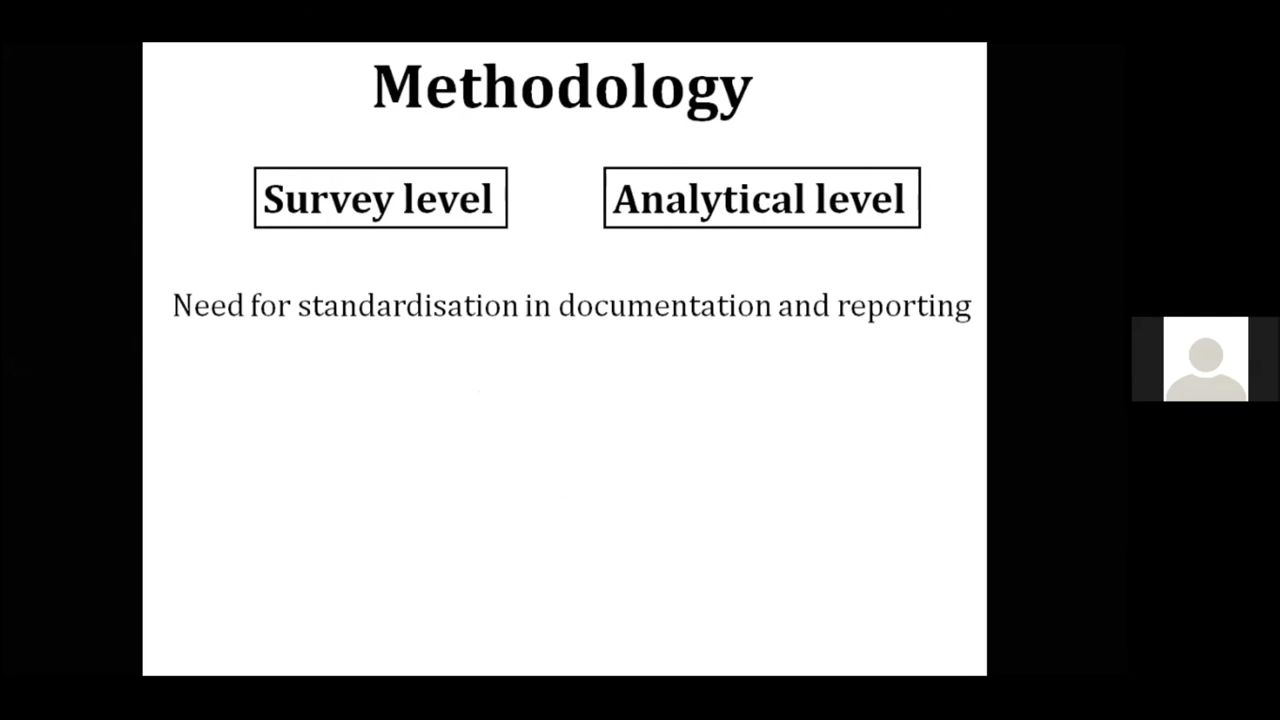 Methodology
Survey level
Analytical level
Need for standardisation in documentation and reporting